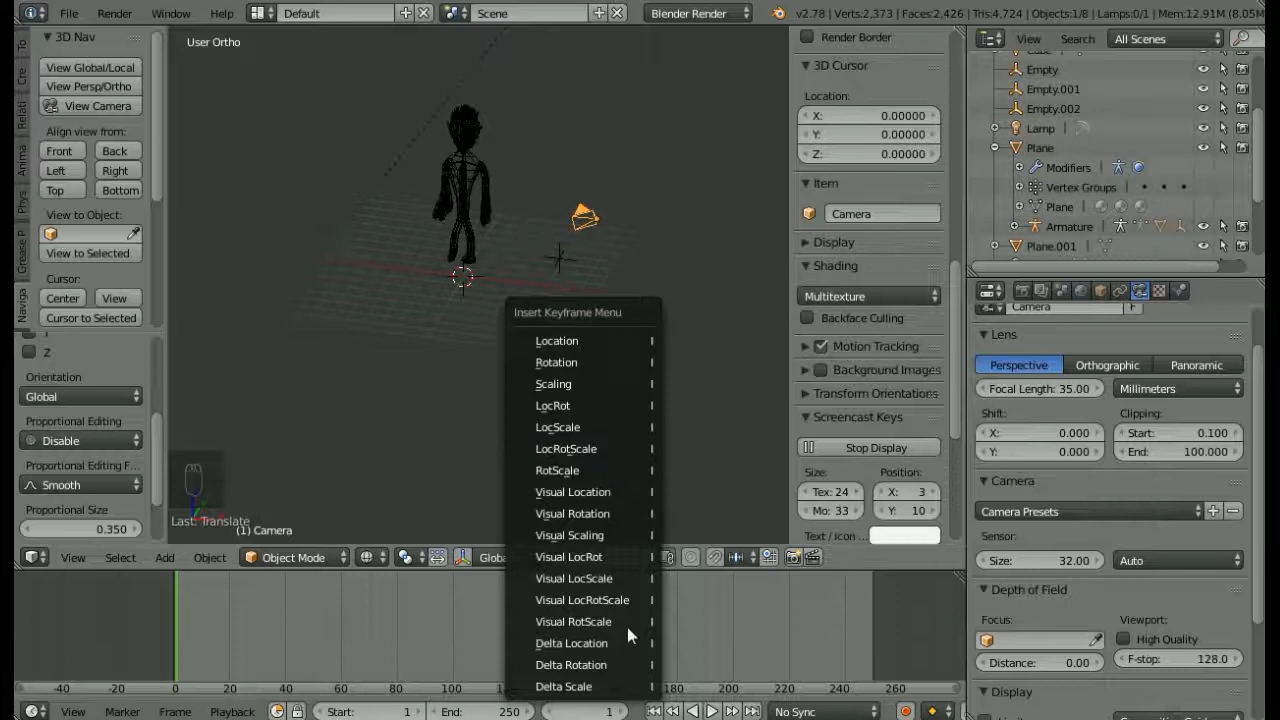 File Render Window Help Default Scene Blender Render v2.78 | Verts:2,373 | Faces:2,426 | Tris:4,724 | Objects:1/8 | Lamps:0/1 | Mem:12.91M (8.05M
3D Nav
View Global/Local
View Persp/Ortho
View Camera
Align view from:
Front Back
Left Right
Top Bottom
View to Object:
View to Selected
Cursor:
Center View
Cursor to Selected
Z
Orientation
Global
Proportional Editing
Disable
Proportional Editing F...
Smooth
Proportional Size
0.350
To
Cre
Relati
Anima
Phys
Grease P
Naviga
User Ortho
Last: Translate
(1) Camera
Insert Keyframe Menu
Location I
Rotation I
Scaling I
LocRot I
LocScale I
LocRotScale I
RotScale I
Visual Location I
Visual Rotation I
Visual Scaling I
Visual LocRot I
Visual LocScale I
Visual LocRotScale I
Visual RotScale I
Delta Location I
Delta Rotation I
Delta Scale I
Render Border
3D Cursor
Location:
X: 0.00000
Y: 0.00000
Z: 0.00000
Item
Camera
Display
Shading
Multitexture
Backface Culling
Motion Tracking
Background Images
Transform Orientations
Screencast Keys
Stop Display
Size: Position:
Tex: 24 X: 3
Mo: 33 Y: 10
Text / Icon ...
View Search All Scenes
Empty
Empty.001
Empty.002
Lamp
Plane
Modifiers
Vertex Groups
Plane
Armature
Plane.001
Camera F
Lens
Perspective Orthographic Panoramic
Focal Length: 35.00 Millimeters
Shift: Clipping:
X: 0.000 Start: 0.100
Y: 0.000 End: 100.000
Camera
Camera Presets
Sensor:
Size: 32.00 Auto
Depth of Field
Focus: Viewport:
High Quality
Distance: 0.00 F-stop: 128.0
Display
View Select Add Object Object Mode Globa
-40 -20 0 20 40 60 80 100 180 200 220 240 260
View Marker Frame Playback Start: 1 End: 250 1 No Sync